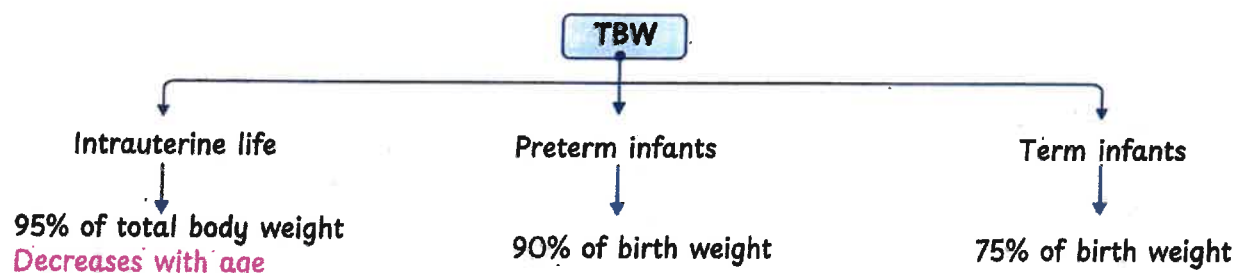 TBW
Intrauterine life
Preterm infants
Term infants
95% of total body weight
Decreases with age
90% of birth weight
75% of birth weight